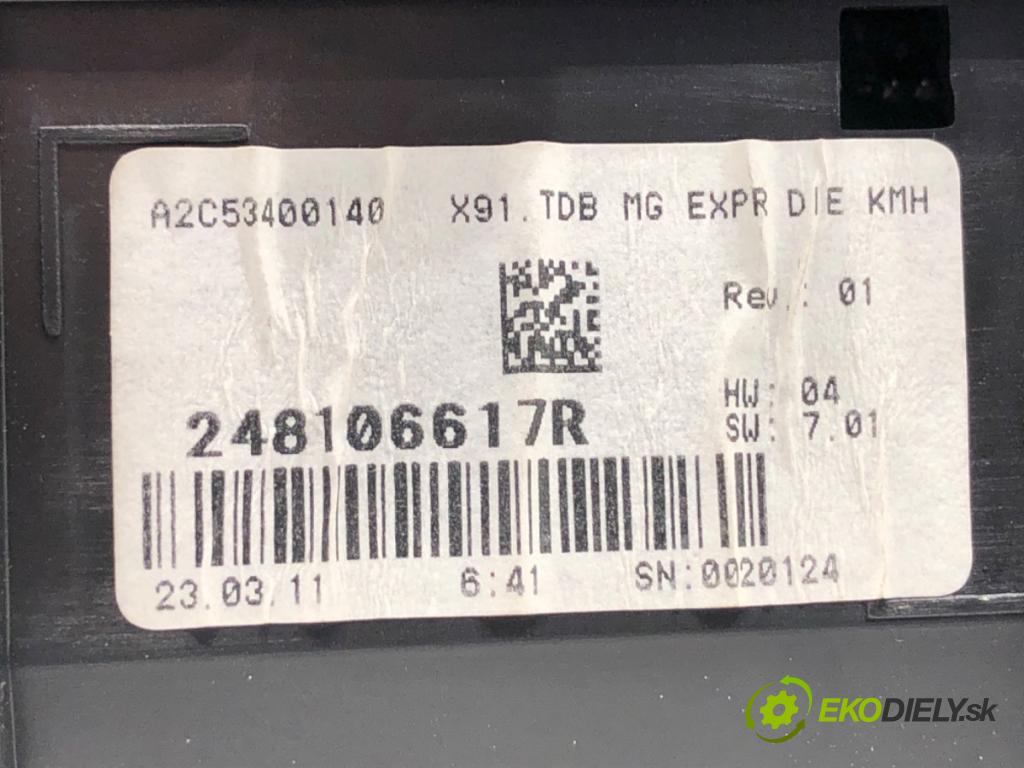 A2C53400140 X91.TDB MG EXPR DIE KMH
Rev.: 01
HW: 04
248106617R SW: 7.01
23.03.11 6:41 SN:0020124
EKODIELY.sk